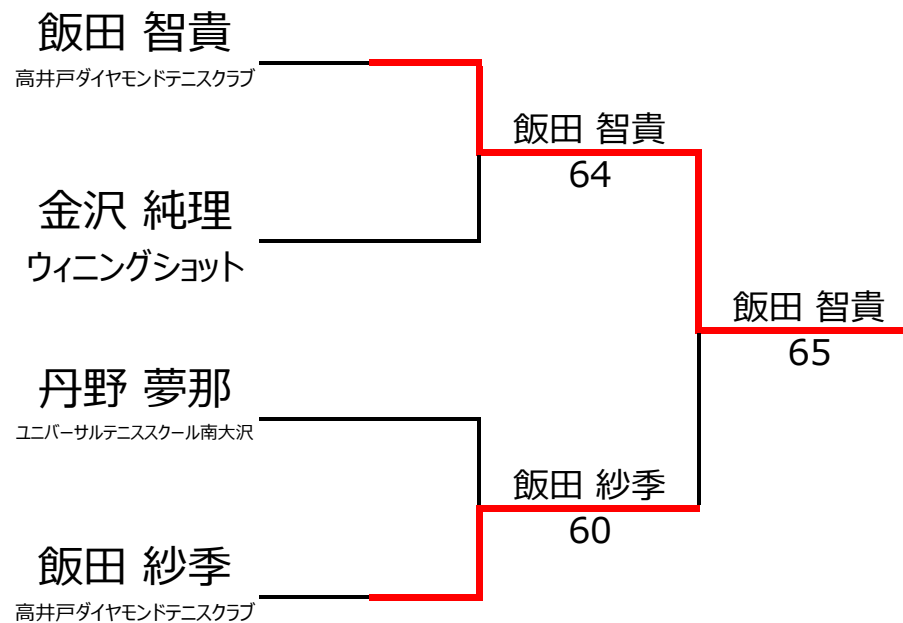 飯田 智貴
高井戸ダイヤモンドテニスクラブ
飯田 智貴
64
金沢 純理
ウィニングショット
飯田 智貴
65
丹野 夢那
ユニバーサルテニススクール南大沢
飯田 紗季
60
飯田 紗季
高井戸ダイヤモンドテニスクラブ